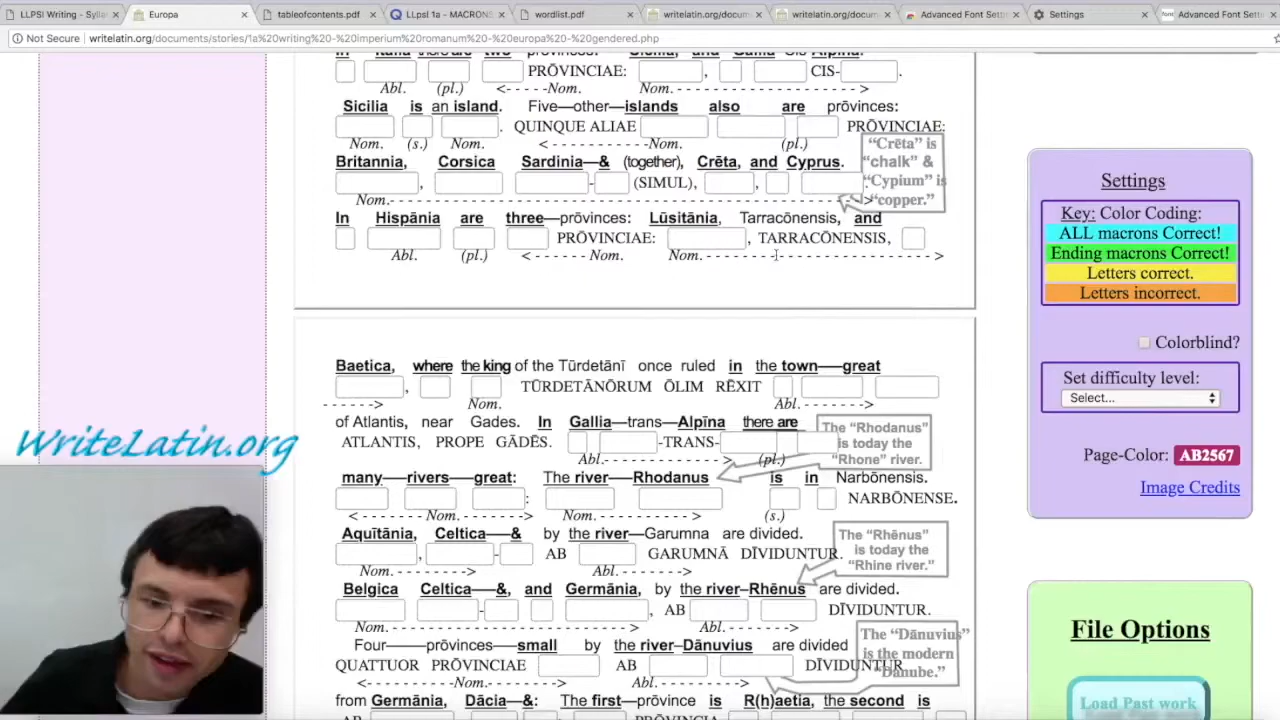 LLPSI Writing - Sylla
Europa
tableofcontents.pdf
LLpsi 1a - MACRONS
wordlist.pdf
writelatin.org/docum
writelatin.org/docum
Advanced Font Sett
Settings
Advanced Font Set
Not Secure writelatin.org/documents/stories/1a%20writing%20-%20imperium%20romanum%20-%20europa%20-%20gendered.php
PRŌVINCIAE: , CIS- .
Abl. (pl.) <-----Nom. Nom. - - - - - >
Sicilia is an island. Five—other—islands also are prōvinces:
. QUINQUE ALIAE PRŌVINCIAE:
Nom. (s.) Nom. < - - - - Nom. (pl.)
Britannia, Corsica Sardinia—& (together), Crēta, and Cyprus.
, - (SIMUL), ,
Nom. - - - - - >
"Crēta" is
"chalk" &
"Cypium" is
"copper."
In Hispānia are three—prōvinces: Lūsitānia, Tarracōnensis, and
PRŌVINCIAE: , TARRACŌNENSIS,
Abl. (pl.) < - - - - - Nom. Nom. - - - - - >
Baetica, where the king of the Tūrdetānī once ruled in the town—great
, TŪRDETĀNŌRUM ŌLIM RĒXIT
- - - - - > Nom. Abl. - - - - - >
of Atlantis, near Gades. In Gallia—trans—Alpīna there are
ATLANTIS, PROPE GĀDĒS. -TRANS-
Abl. - - - - - > (pl.)
The "Rhodanus"
is today the
"Rhone" river.
many—rivers—great: The river—Rhodanus is in Narbōnensis.
: NARBŌNENSE.
< - - - - Nom. - - - - > Nom. - - - - > (s.)
Aquītānia, Celtica—& by the river—Garumna are divided.
, - AB GARUMNĀ DĪVIDUNTUR.
Nom. - - - - - > Abl. - - - - - >
The "Rhēnus"
is today the
"Rhine river."
Belgica Celtica—&, and Germānia, by the river–Rhēnus are divided.
- , AB DĪVIDUNTUR.
Nom. - - - - - > Abl. - - - - - >
Four—prōvinces—small by the river–Dānuvius are divided
QUATTUOR PRŌVINCIAE AB DĪVIDUNTUR
< - - - - Nom. - - - - > Abl. - - - - - >
The "Dānuvius"
is the modern
"Danube."
from Germānia, Dācia—&: The first—province is R(h)aetia, the second is
Settings
Key: Color Coding:
ALL macrons Correct!
Ending macrons Correct!
Letters correct.
Letters incorrect.
Colorblind?
Set difficulty level:
Select...
Page-Color: AB2567
Image Credits
File Options
Load Past work
WriteLatin.org